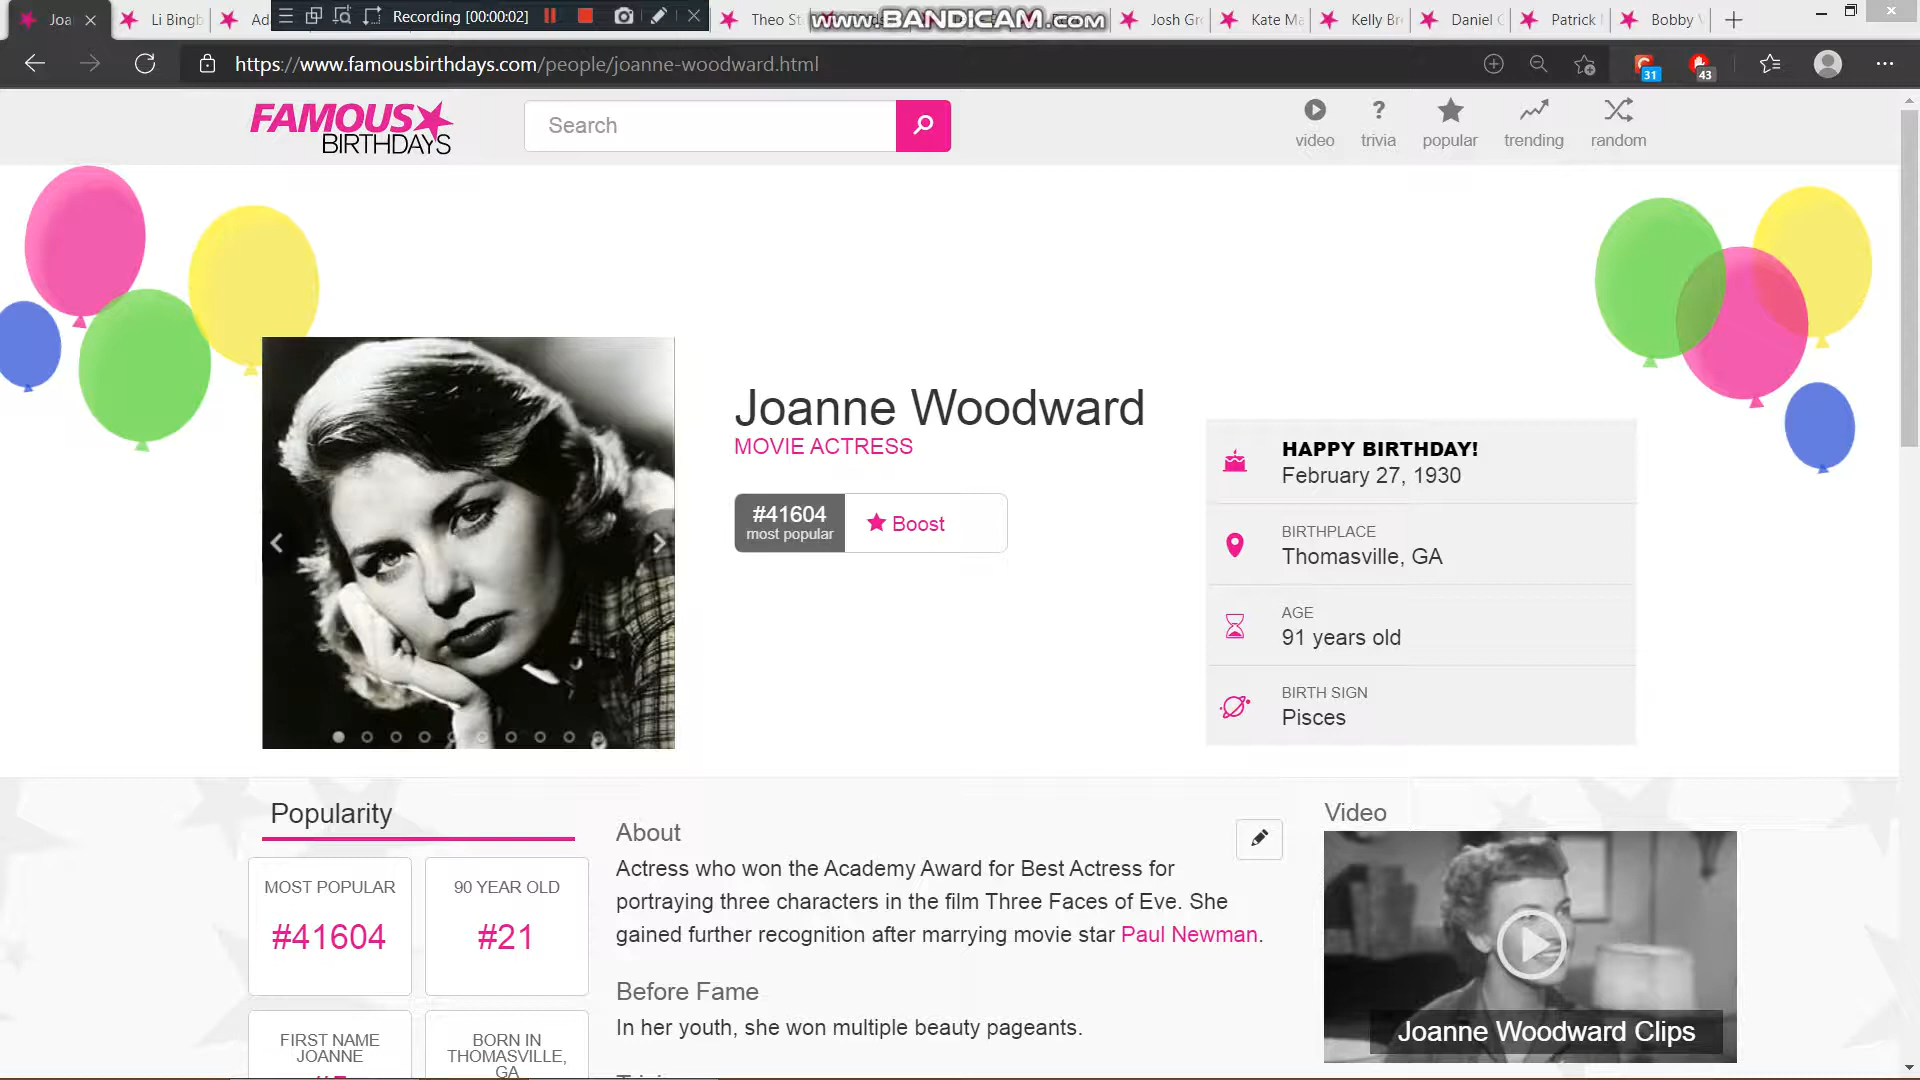 Joa
Li Bingb
Ad
Recording [00:00:02]
Theo St
www.BANDICAM.com
Josh Gr
Kate Ma
Kelly Br
Daniel
Patrick
Bobby
https://www.famousbirthdays.com/people/joanne-woodward.html
31
43
FAMOUS
BIRTHDAYS
Search
video
trivia
popular
trending
random
Joanne Woodward
MOVIE ACTRESS
#41604
most popular
Boost
HAPPY BIRTHDAY!
February 27, 1930
BIRTHPLACE
Thomasville, GA
AGE
91 years old
BIRTH SIGN
Pisces
Popularity
MOST POPULAR
#41604
90 YEAR OLD
#21
FIRST NAME
JOANNE
BORN IN
THOMASVILLE,
GA
About
Actress who won the Academy Award for Best Actress for
portraying three characters in the film Three Faces of Eve. She
gained further recognition after marrying movie star Paul Newman.
Before Fame
In her youth, she won multiple beauty pageants.
Video
Joanne Woodward Clips